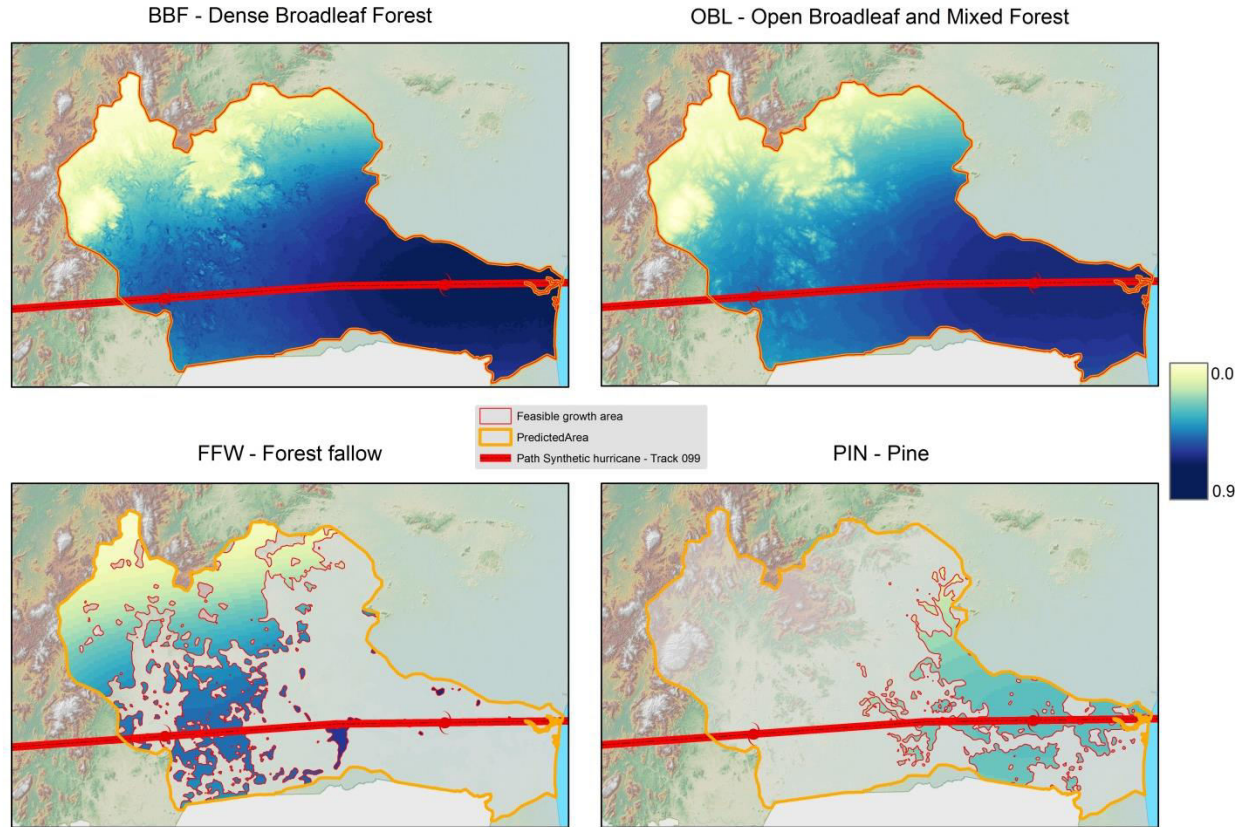 BBF - Dense Broadleaf Forest
OBL - Open Broadleaf and Mixed Forest
0.0
0.9
Feasible growth area
PredictedArea
Path Synthetic hurricane - Track 099
FFW - Forest fallow
PIN - Pine